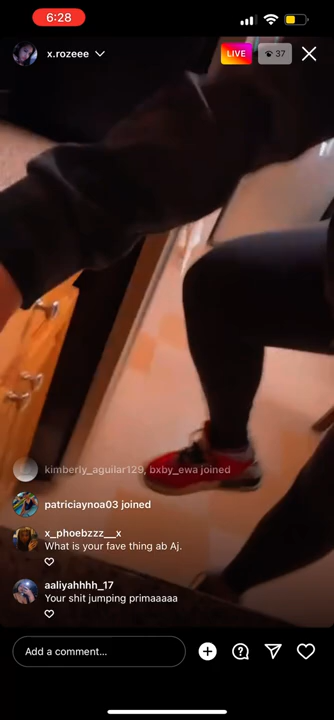 6:28
x.rozeee
LIVE
37
kimberly_aguilar129, bxby_ewa joined
patriciaynoa03 joined
x_phoebzzz__x
What is your fave thing ab Aj.
aaliyahhhh_17
Your shit jumping primaaaaa
Add a comment...